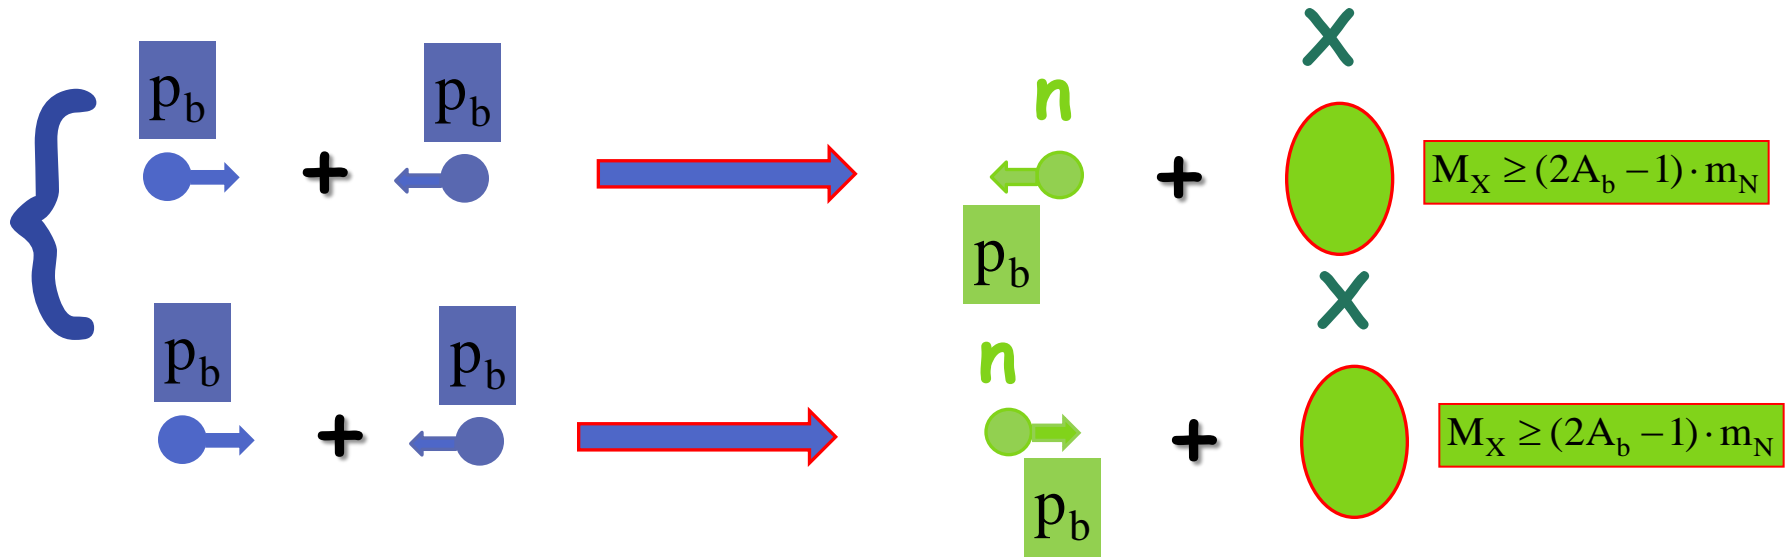 p_b + p_b n p_b + X M_X ≥ (2A_b − 1) · m_N
p_b + p_b n p_b + X M_X ≥ (2A_b − 1) · m_N